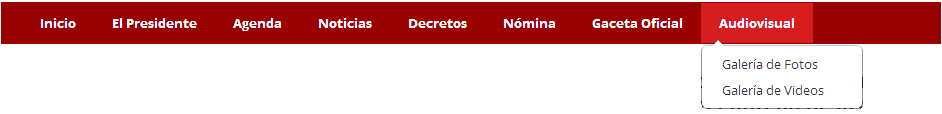 Inicio El Presidente Agenda Noticias Decretos Nómina Gaceta Oficial Audiovisual
Galería de Fotos
Galería de Videos